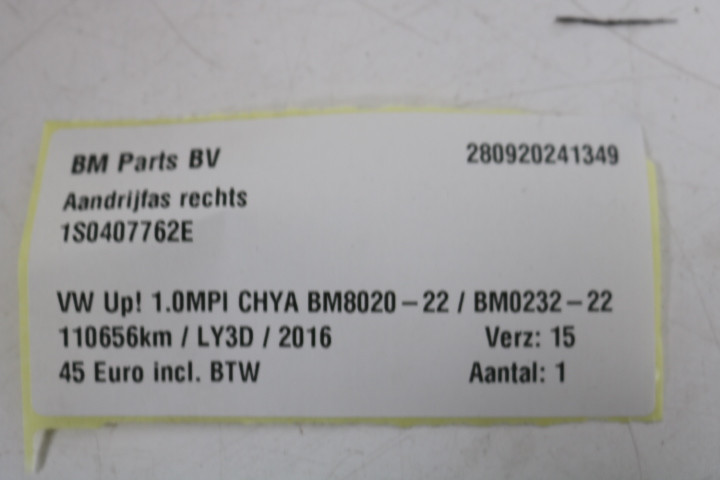 BM Parts BV 280920241349
Aandrijfas rechts
1S0407762E
VW Up! 1.0MPI CHYA BM8020-22 / BM0232-22
110656km / LY3D / 2016 Verz: 15
45 Euro incl. BTW Aantal: 1